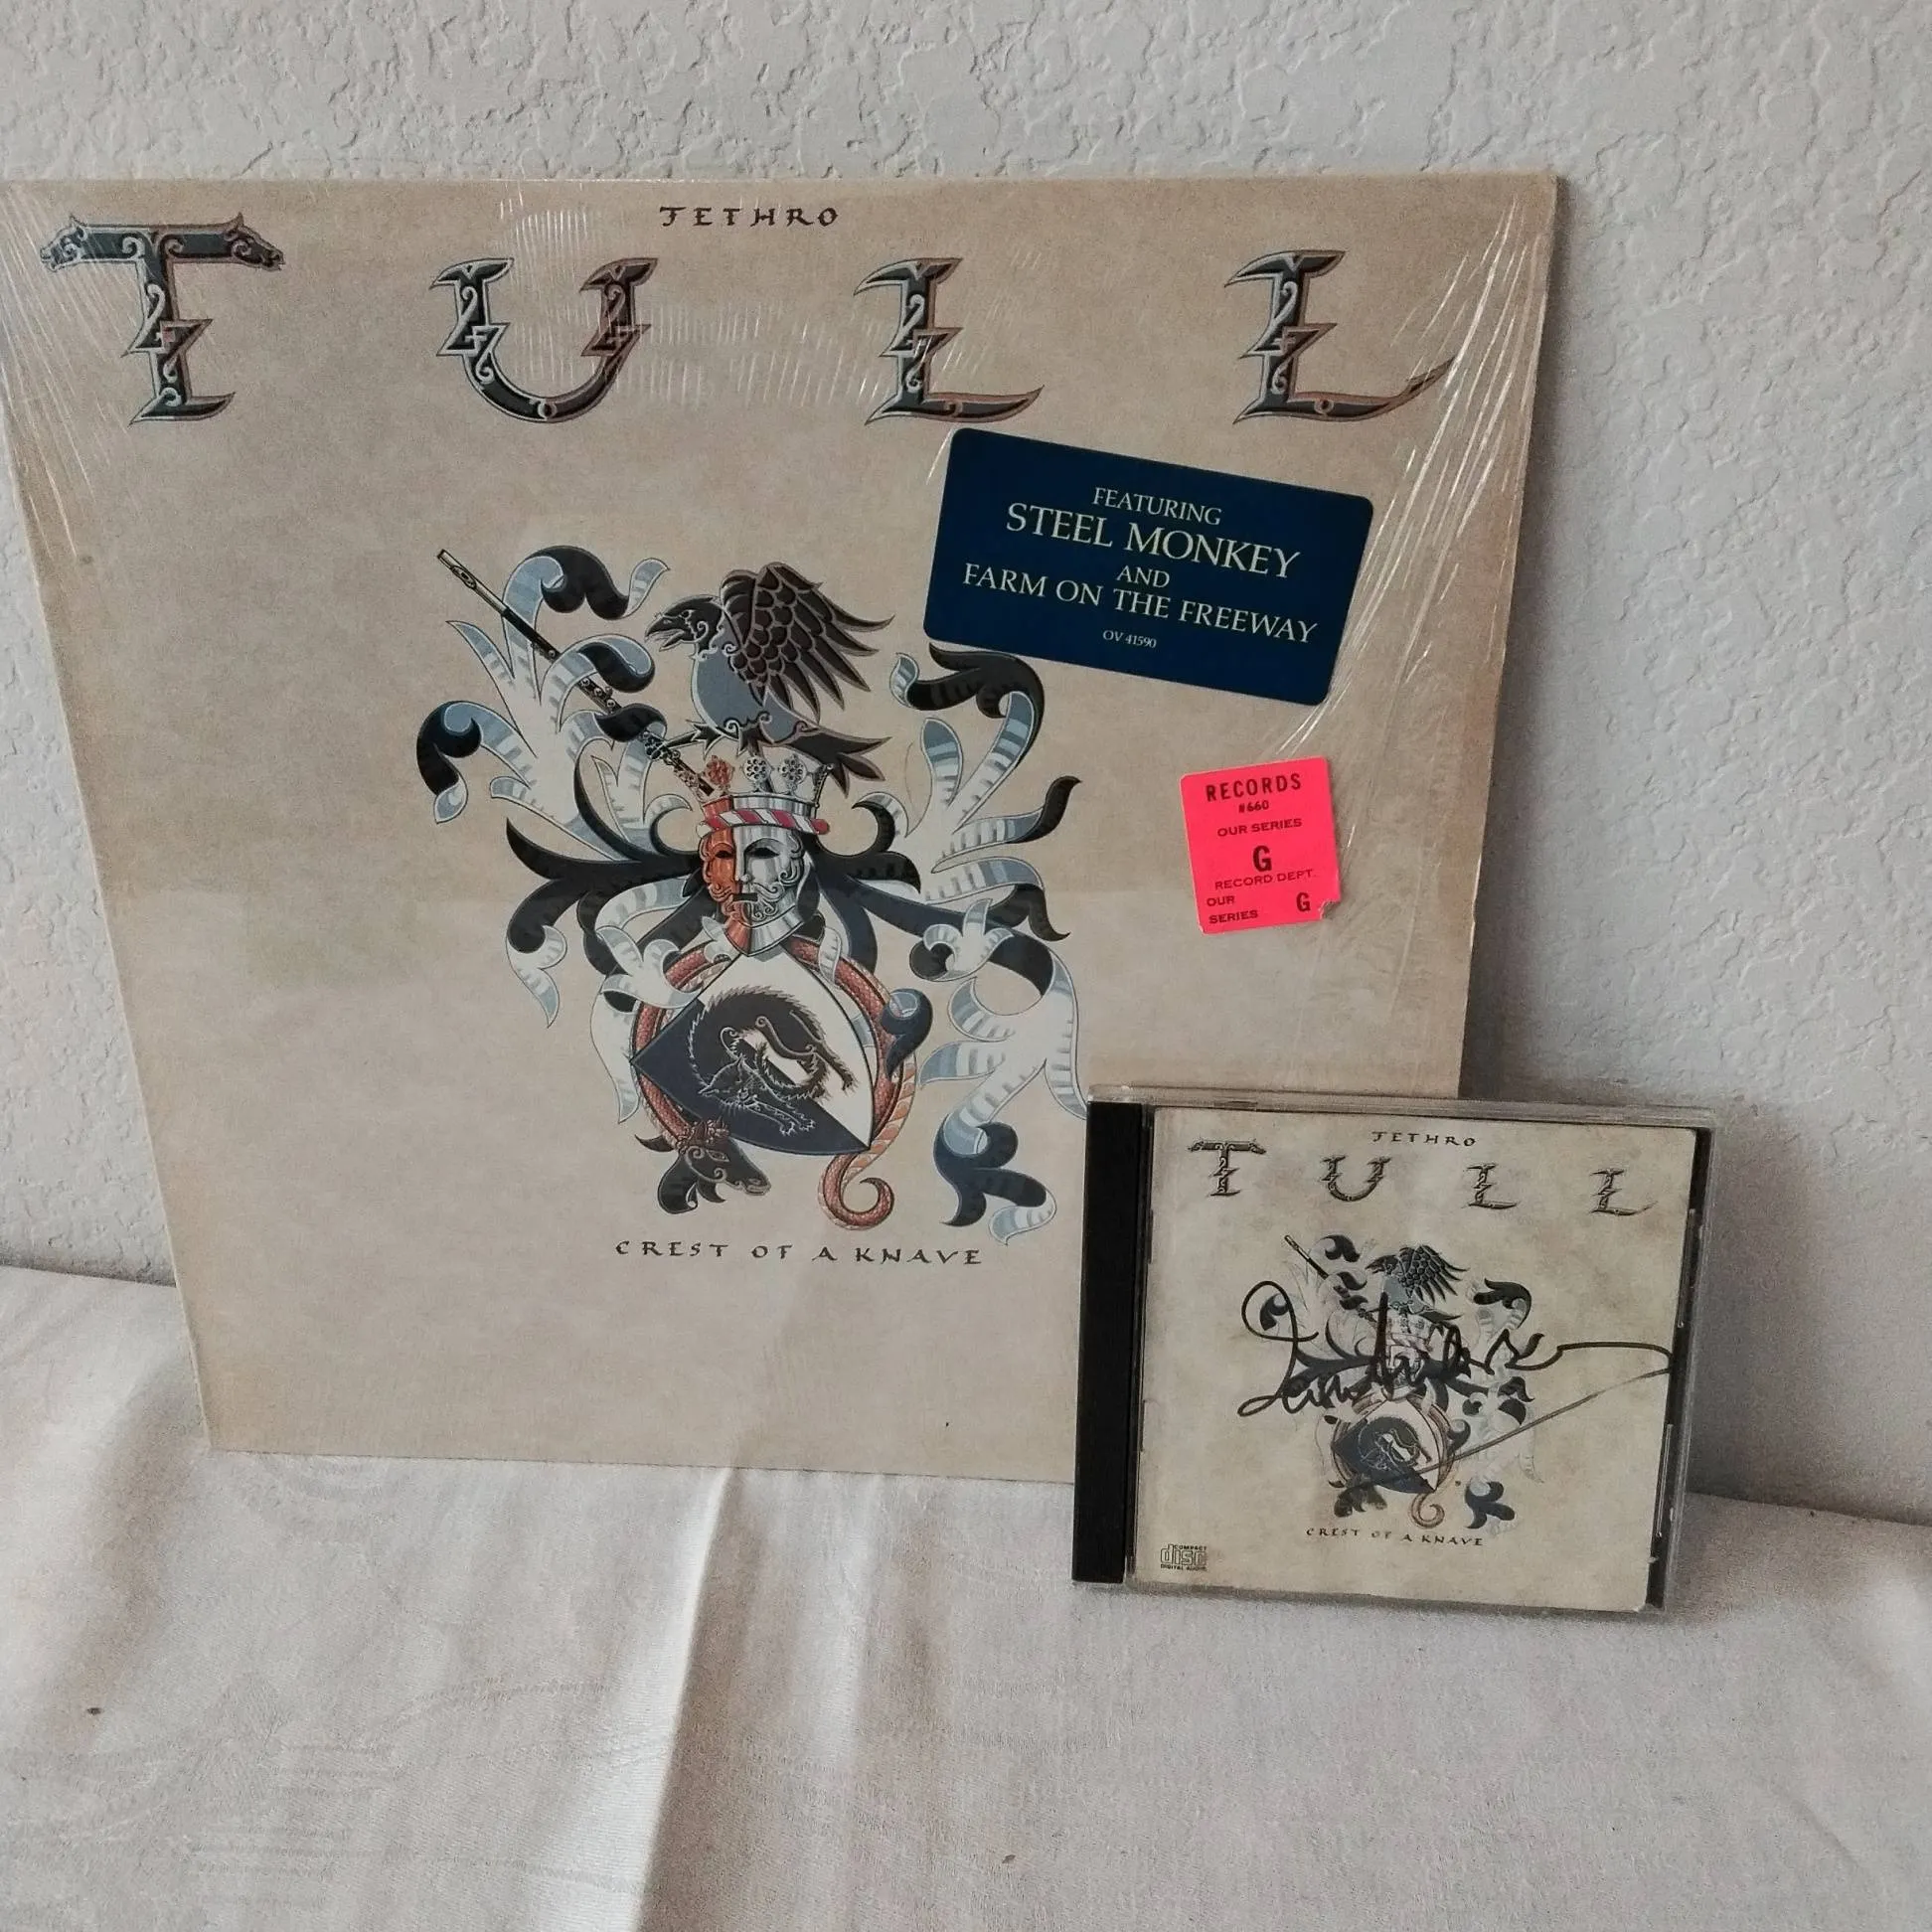 JETHRO
TULL
FEATURING
STEEL MONKEY
AND
FARM ON THE FREEWAY
OV 41590
RECORDS
#660
OUR SERIES
G
RECORD DEPT.
OUR
SERIES G
CREST OF A KNAVE
JETHRO
TULL
CREST OF A KNAVE
COMPACT
disc
DIGITAL AUDIO